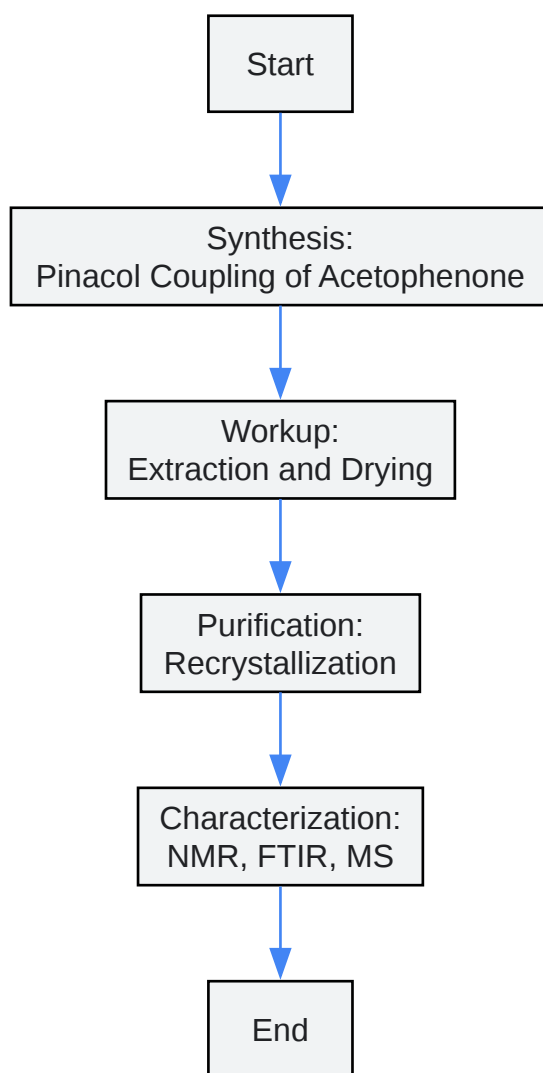 Start
Synthesis:
Pinacol Coupling of Acetophenone
Workup:
Extraction and Drying
Purification:
Recrystallization
Characterization:
NMR, FTIR, MS
End